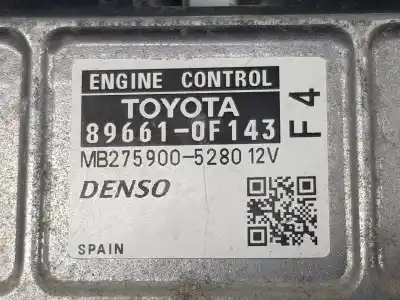 ENGINE CONTROL
TOYOTA
89661-0F143
F4
MB275900-5280 12V
DENSO
SPAIN